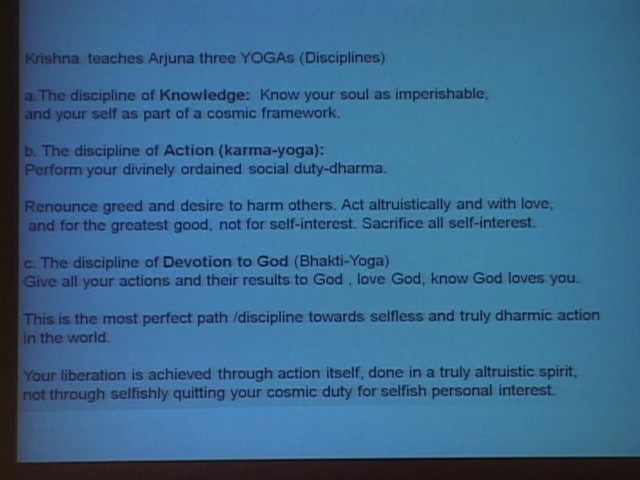 Krishna teaches Arjuna three YOGAs (Disciplines)
a.The discipline of Knowledge: Know your soul as imperishable,
and your self as part of a cosmic framework.
b. The discipline of Action (karma-yoga):
Perform your divinely ordained social duty-dharma.
Renounce greed and desire to harm others. Act altruistically and with love,
and for the greatest good, not for self-interest. Sacrifice all self-interest.
c. The discipline of Devotion to God (Bhakti-Yoga)
Give all your actions and their results to God , love God, know God loves you.
This is the most perfect path /discipline towards selfless and truly dharmic action
in the world.
Your liberation is achieved through action itself, done in a truly altruistic spirit,
not through selfishly quitting your cosmic duty for selfish personal interest.